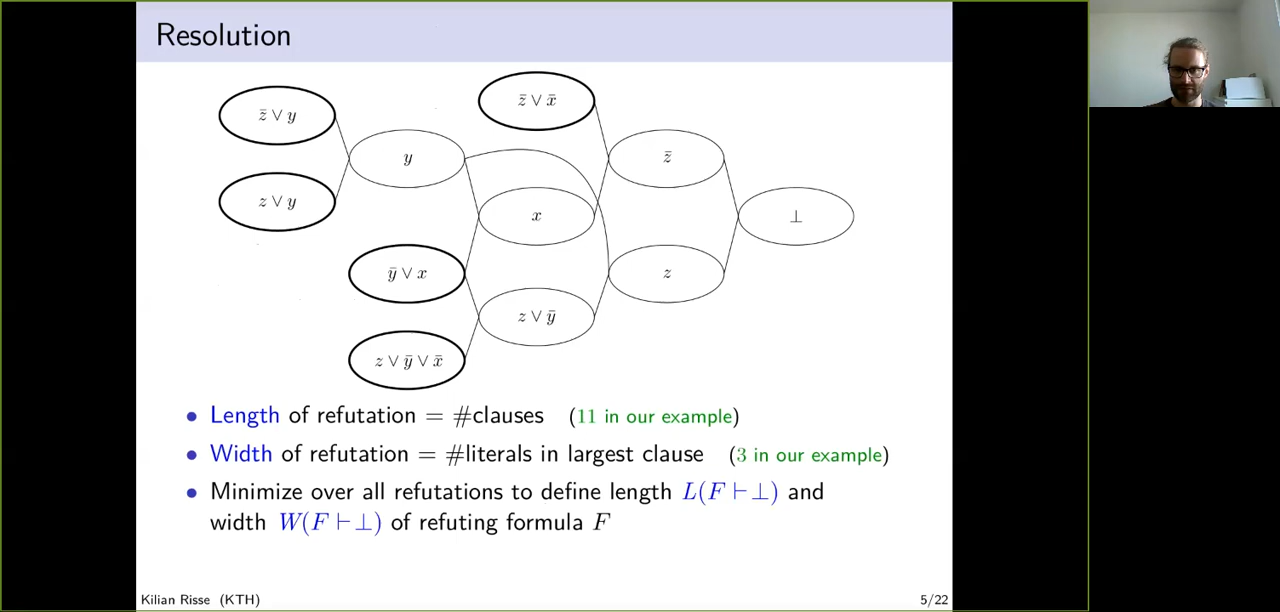 Resolution
z̄ ∨ y
z̄ ∨ x̄
y
z̄
z ∨ y
x
⊥
ȳ ∨ x
z
z ∨ ȳ
z ∨ ȳ ∨ x̄
• Length of refutation = #clauses (11 in our example)
• Width of refutation = #literals in largest clause (3 in our example)
• Minimize over all refutations to define length L(F ⊢⊥) and
width W(F ⊢⊥) of refuting formula F
Kilian Risse (KTH) 5/22